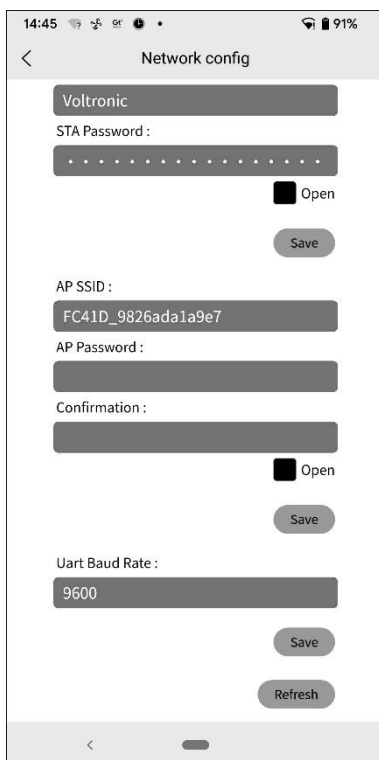 14:45 91%
Network config
Voltronic
STA Password :
Open
Save
AP SSID :
FC41D_9826ada1a9e7
AP Password :
Confirmation :
Open
Save
Uart Baud Rate :
9600
Save
Refresh